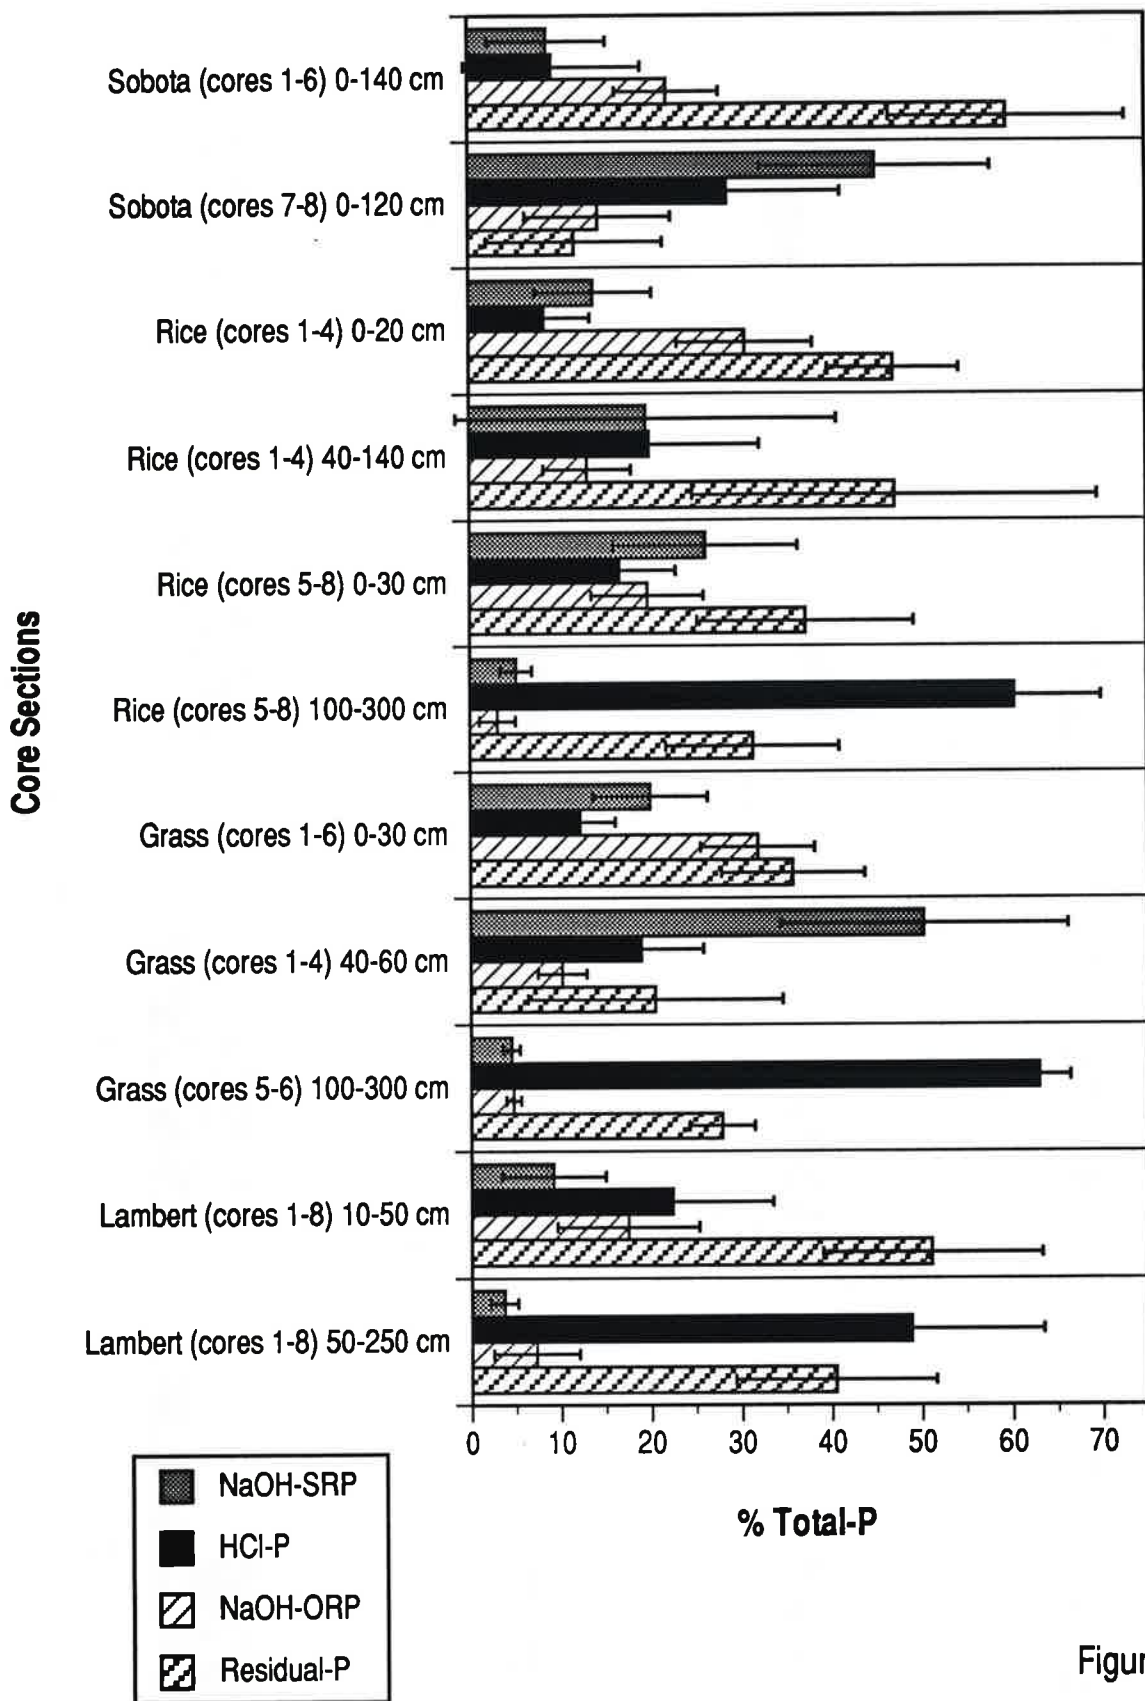 Core Sections
Sobota (cores 1-6) 0-140 cm
Sobota (cores 7-8) 0-120 cm
Rice (cores 1-4) 0-20 cm
Rice (cores 1-4) 40-140 cm
Rice (cores 5-8) 0-30 cm
Rice (cores 5-8) 100-300 cm
Grass (cores 1-6) 0-30 cm
Grass (cores 1-4) 40-60 cm
Grass (cores 5-6) 100-300 cm
Lambert (cores 1-8) 10-50 cm
Lambert (cores 1-8) 50-250 cm
0 10 20 30 40 50 60 70
% Total-P
NaOH-SRP
HCl-P
NaOH-ORP
Residual-P
Figur